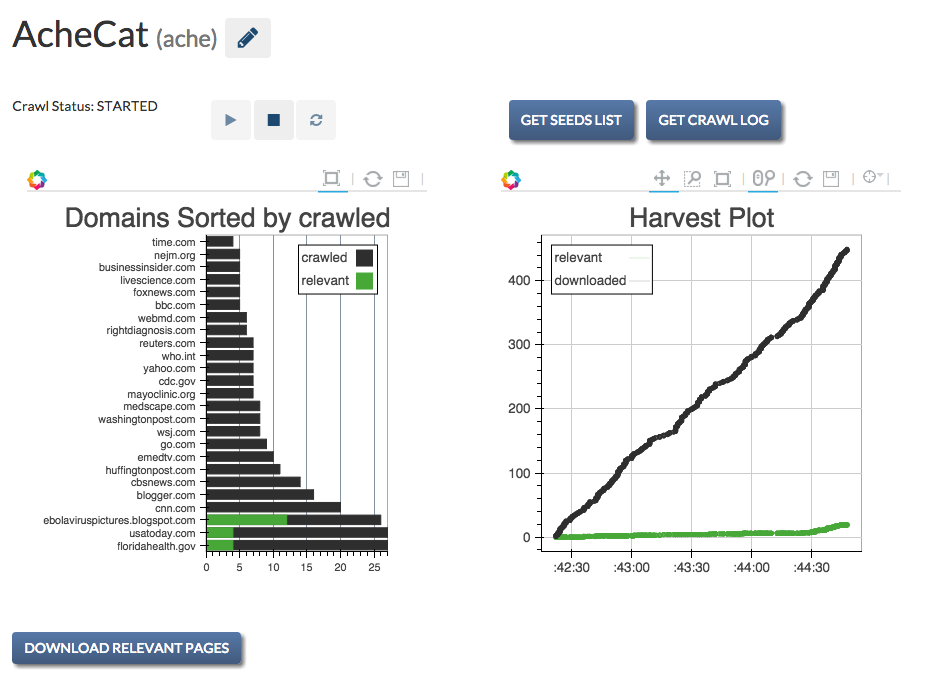 AcheCat (ache)
Crawl Status: STARTED
GET SEEDS LIST
GET CRAWL LOG
Domains Sorted by crawled
crawled
relevant
time.com
nejm.org
businessinsider.com
livescience.com
foxnews.com
bbc.com
webmd.com
rightdiagnosis.com
reuters.com
who.int
yahoo.com
cdc.gov
mayoclinic.org
medscape.com
washingtonpost.com
wsj.com
go.com
emedtv.com
huffingtonpost.com
cbsnews.com
blogger.com
cnn.com
ebolaviruspictures.blogspot.com
usatoday.com
floridahealth.gov
0 5 10 15 20 25
Harvest Plot
relevant
downloaded
400
300
200
100
0
:42:30 :43:00 :43:30 :44:00 :44:30
DOWNLOAD RELEVANT PAGES